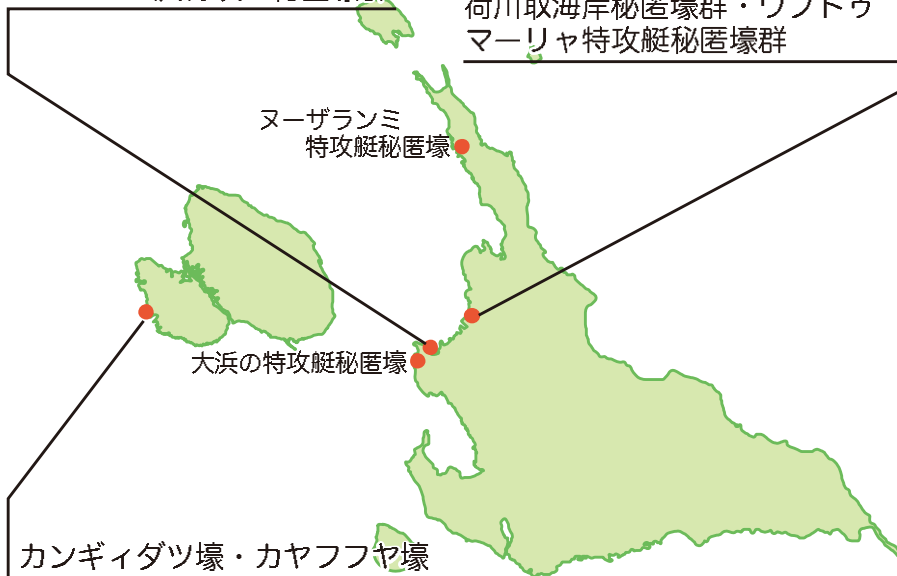 荷川取海岸秘匿壕群・ウプドゥ
マーリャ特攻艇秘匿壕群
ヌーザランミ
特攻艇秘匿壕
大浜の特攻艇秘匿壕
カンギィダツ壕・カヤフフヤ壕